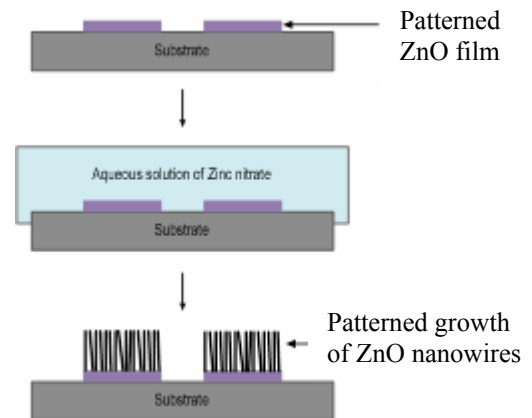 Patterned
ZnO film
Substrate
Aqueous solution of Zinc nitrate
Substrate
Patterned growth
of ZnO nanowires
Substrate